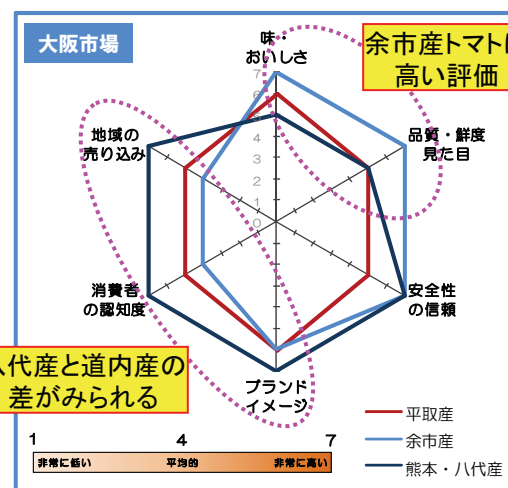 大阪市場
味・
おいしさ
余市産トマトに
高い評価
品質・鮮度
見た目
地域の
売り込み
7
6
5
4
3
2
1
0
消費者
の認知度
安全性
の信頼
八代産と道内産の
差がみられる
ブランド
イメージ
1
4
7
非常に低い
平均的
非常に高い
平取産
余市産
熊本・八代産